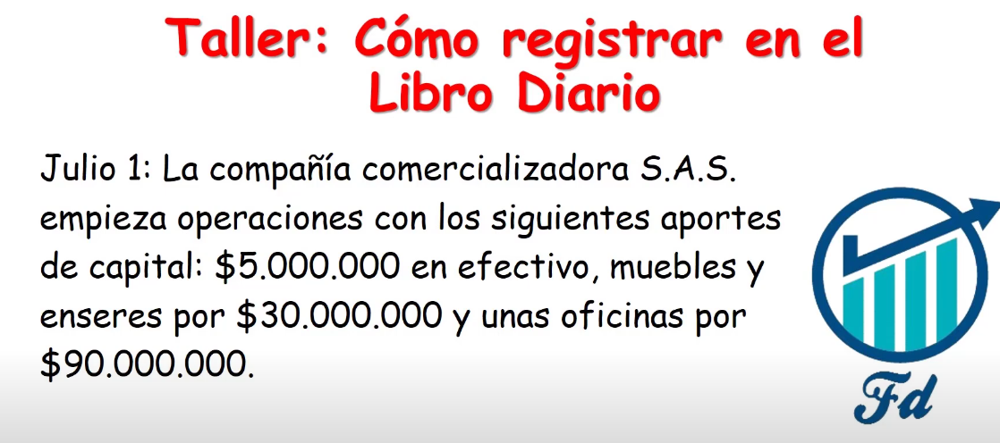 Taller: Cómo registrar en el
Libro Diario
Julio 1: La compañía comercializadora S.A.S.
empieza operaciones con los siguientes aportes
de capital: $5.000.000 en efectivo, muebles y
enseres por $30.000.000 y unas oficinas por
$90.000.000.
Fd